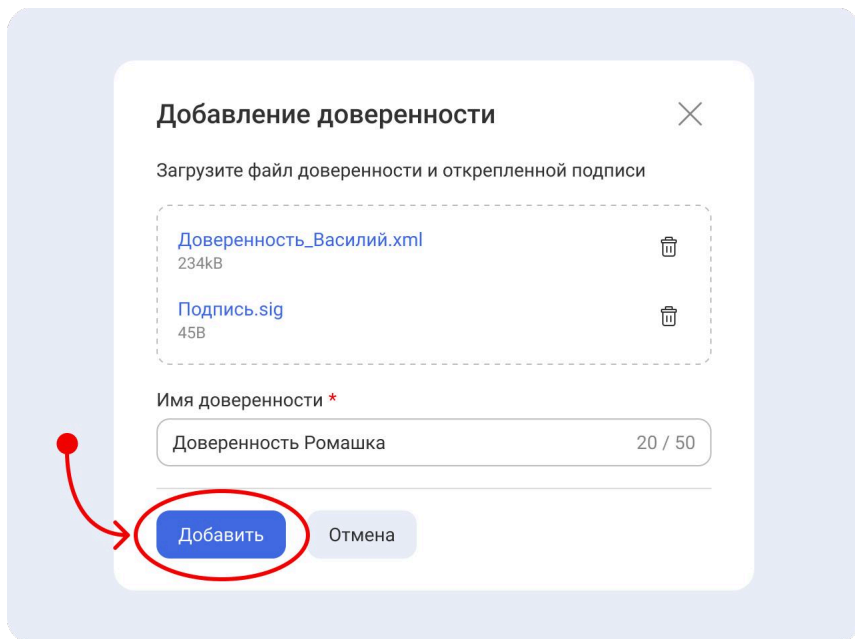 Добавление доверенности
Загрузите файл доверенности и открепленной подписи
Доверенность_Василий.xml
234kB
Подпись.sig
45B
Имя доверенности *
Доверенность Ромашка 20 / 50
Добавить Отмена